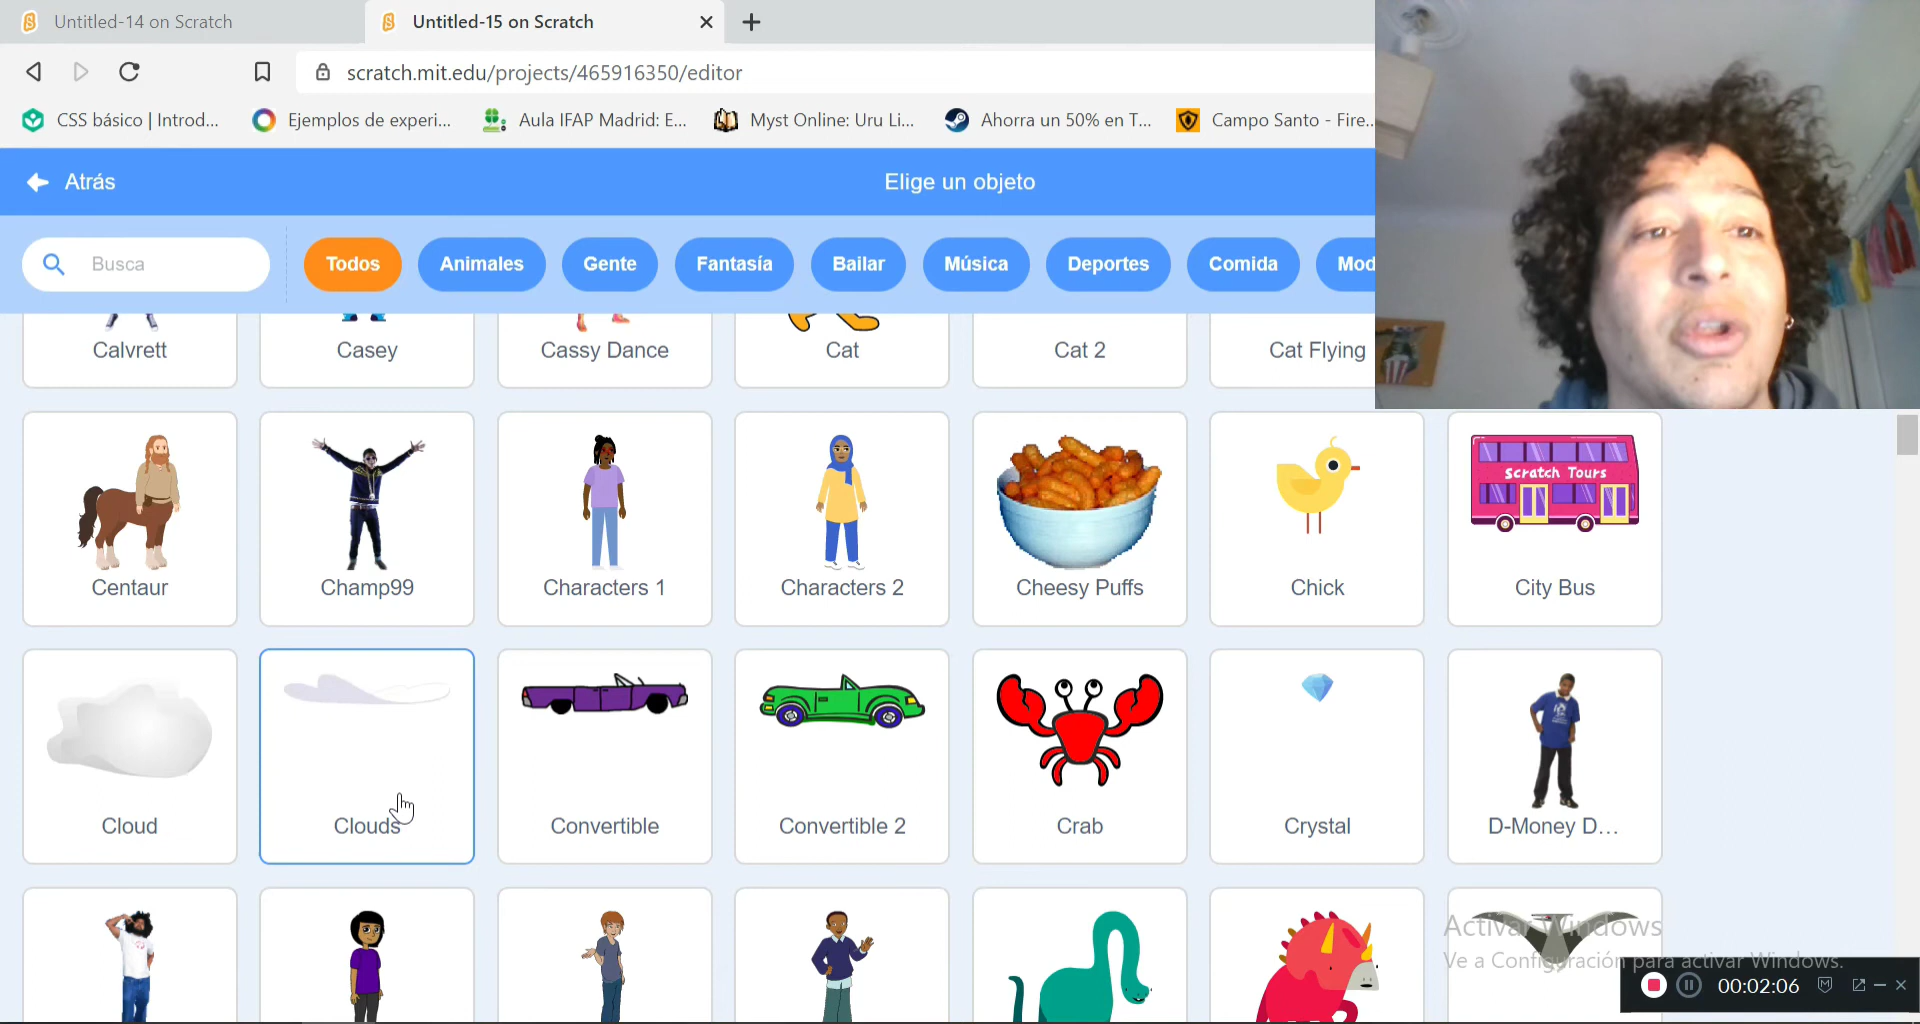 Untitled-14 on Scratch
Untitled-15 on Scratch
scratch.mit.edu/projects/465916350/editor
CSS básico | Introd...
Ejemplos de experi...
Aula IFAP Madrid: E...
Myst Online: Uru Li...
Ahorra un 50% en T...
Campo Santo - Fire...
Atrás
Elige un objeto
Busca
Todos
Animales
Gente
Fantasía
Bailar
Música
Deportes
Comida
Mod
Calvrett
Casey
Cassy Dance
Cat
Cat 2
Cat Flying
Scratch Tours
Centaur
Champ99
Characters 1
Characters 2
Cheesy Puffs
Chick
City Bus
Cloud
Clouds
Convertible
Convertible 2
Crab
Crystal
D-Money D...
Activar Windows
Ve a Configuración para activar Windows.
00:02:06